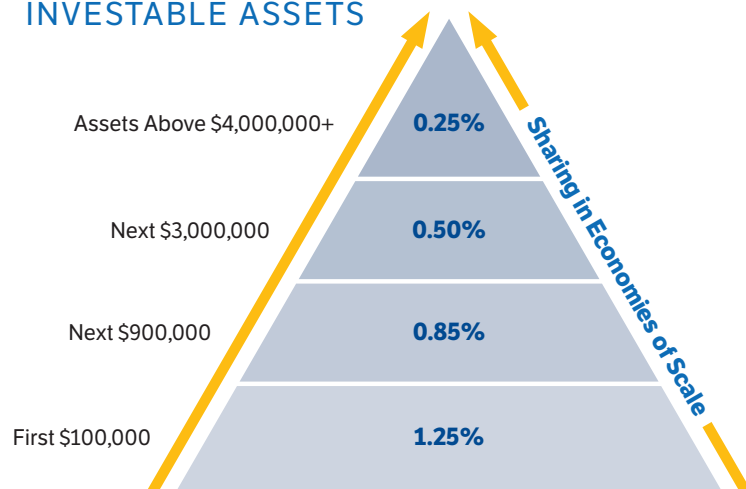 INVESTABLE ASSETS
Assets Above $4,000,000+
0.25%
Next $3,000,000
0.50%
Next $900,000
0.85%
First $100,000
1.25%
Sharing in Economies of Scale